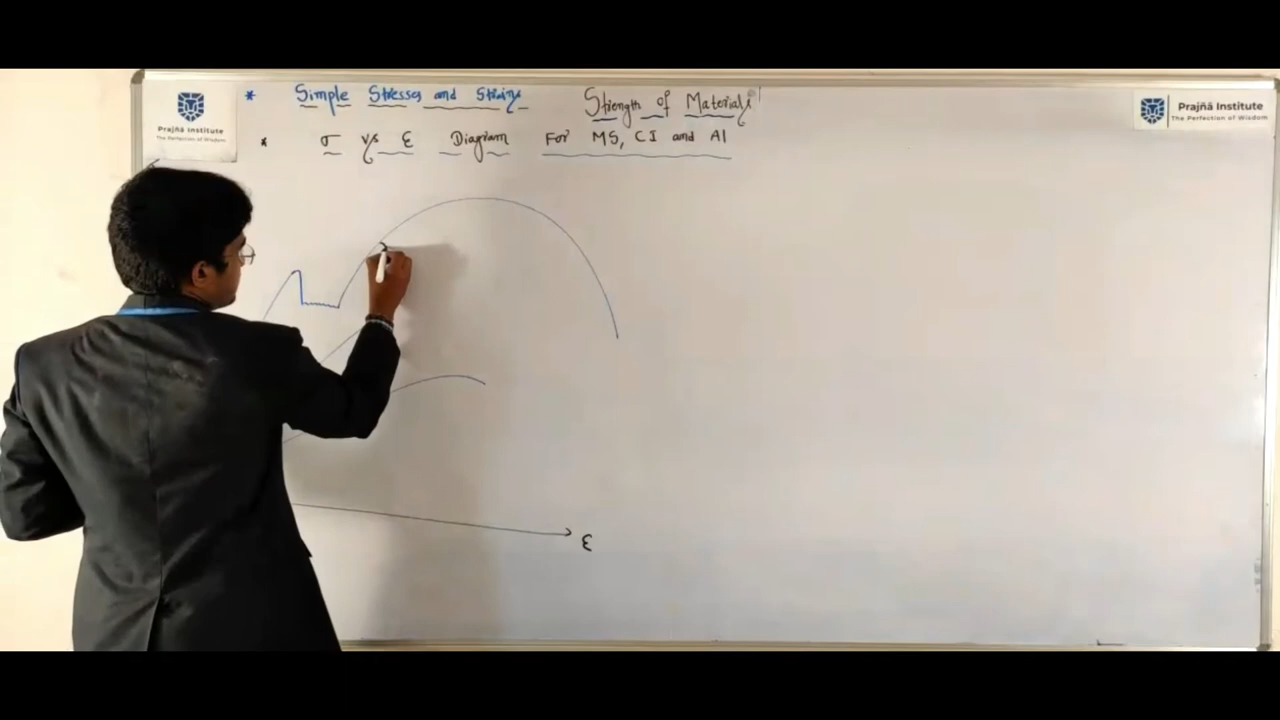 Prajñā Institute
The Perfection of Wisdom
* Simple Stresses and Strains
Strength of Materials
Prajñā Institute
The Perfection of Wisdom
* σ v/s ε Diagram For MS, CI and Al
ε